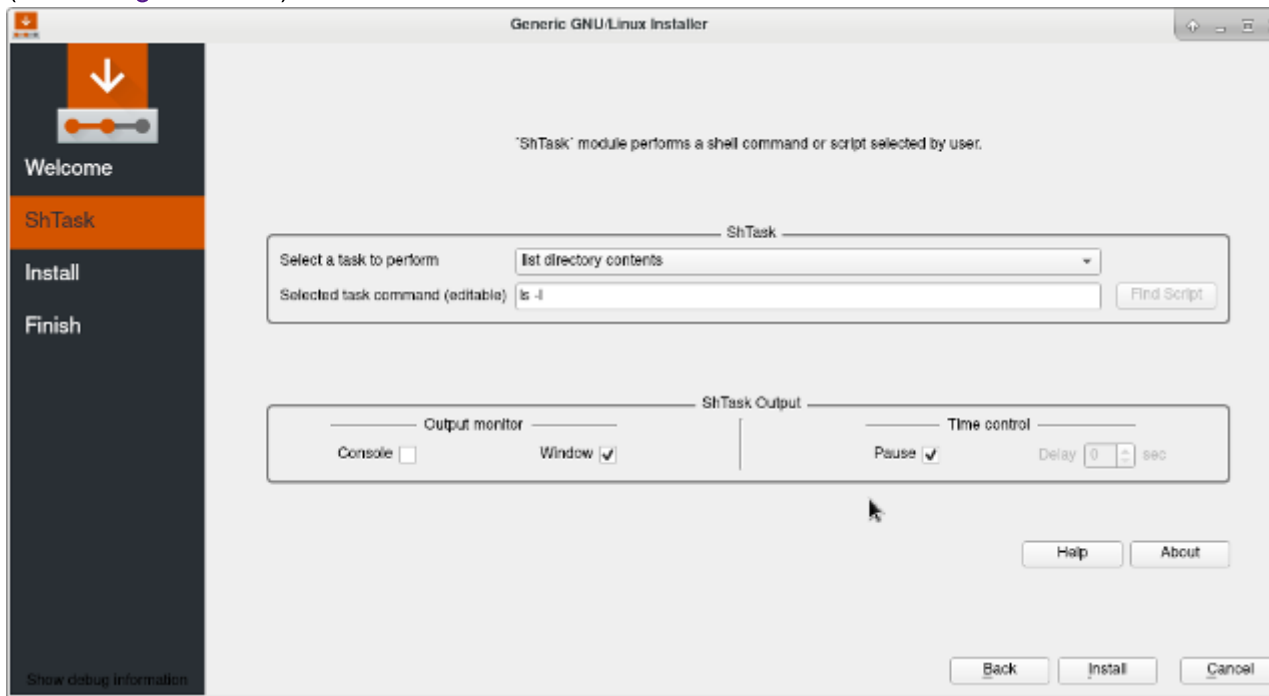 Generic GNU/Linux Installer
Welcome
ShTask
Install
Finish
Show debug information
`ShTask` module performs a shell command or script selected by user.
ShTask
Select a task to perform list directory contents
Selected task command (editable) ls -l Find Script
ShTask Output
Output monitor Time control
Console Window Pause Delay 0 sec
Help About
Back Install Cancel